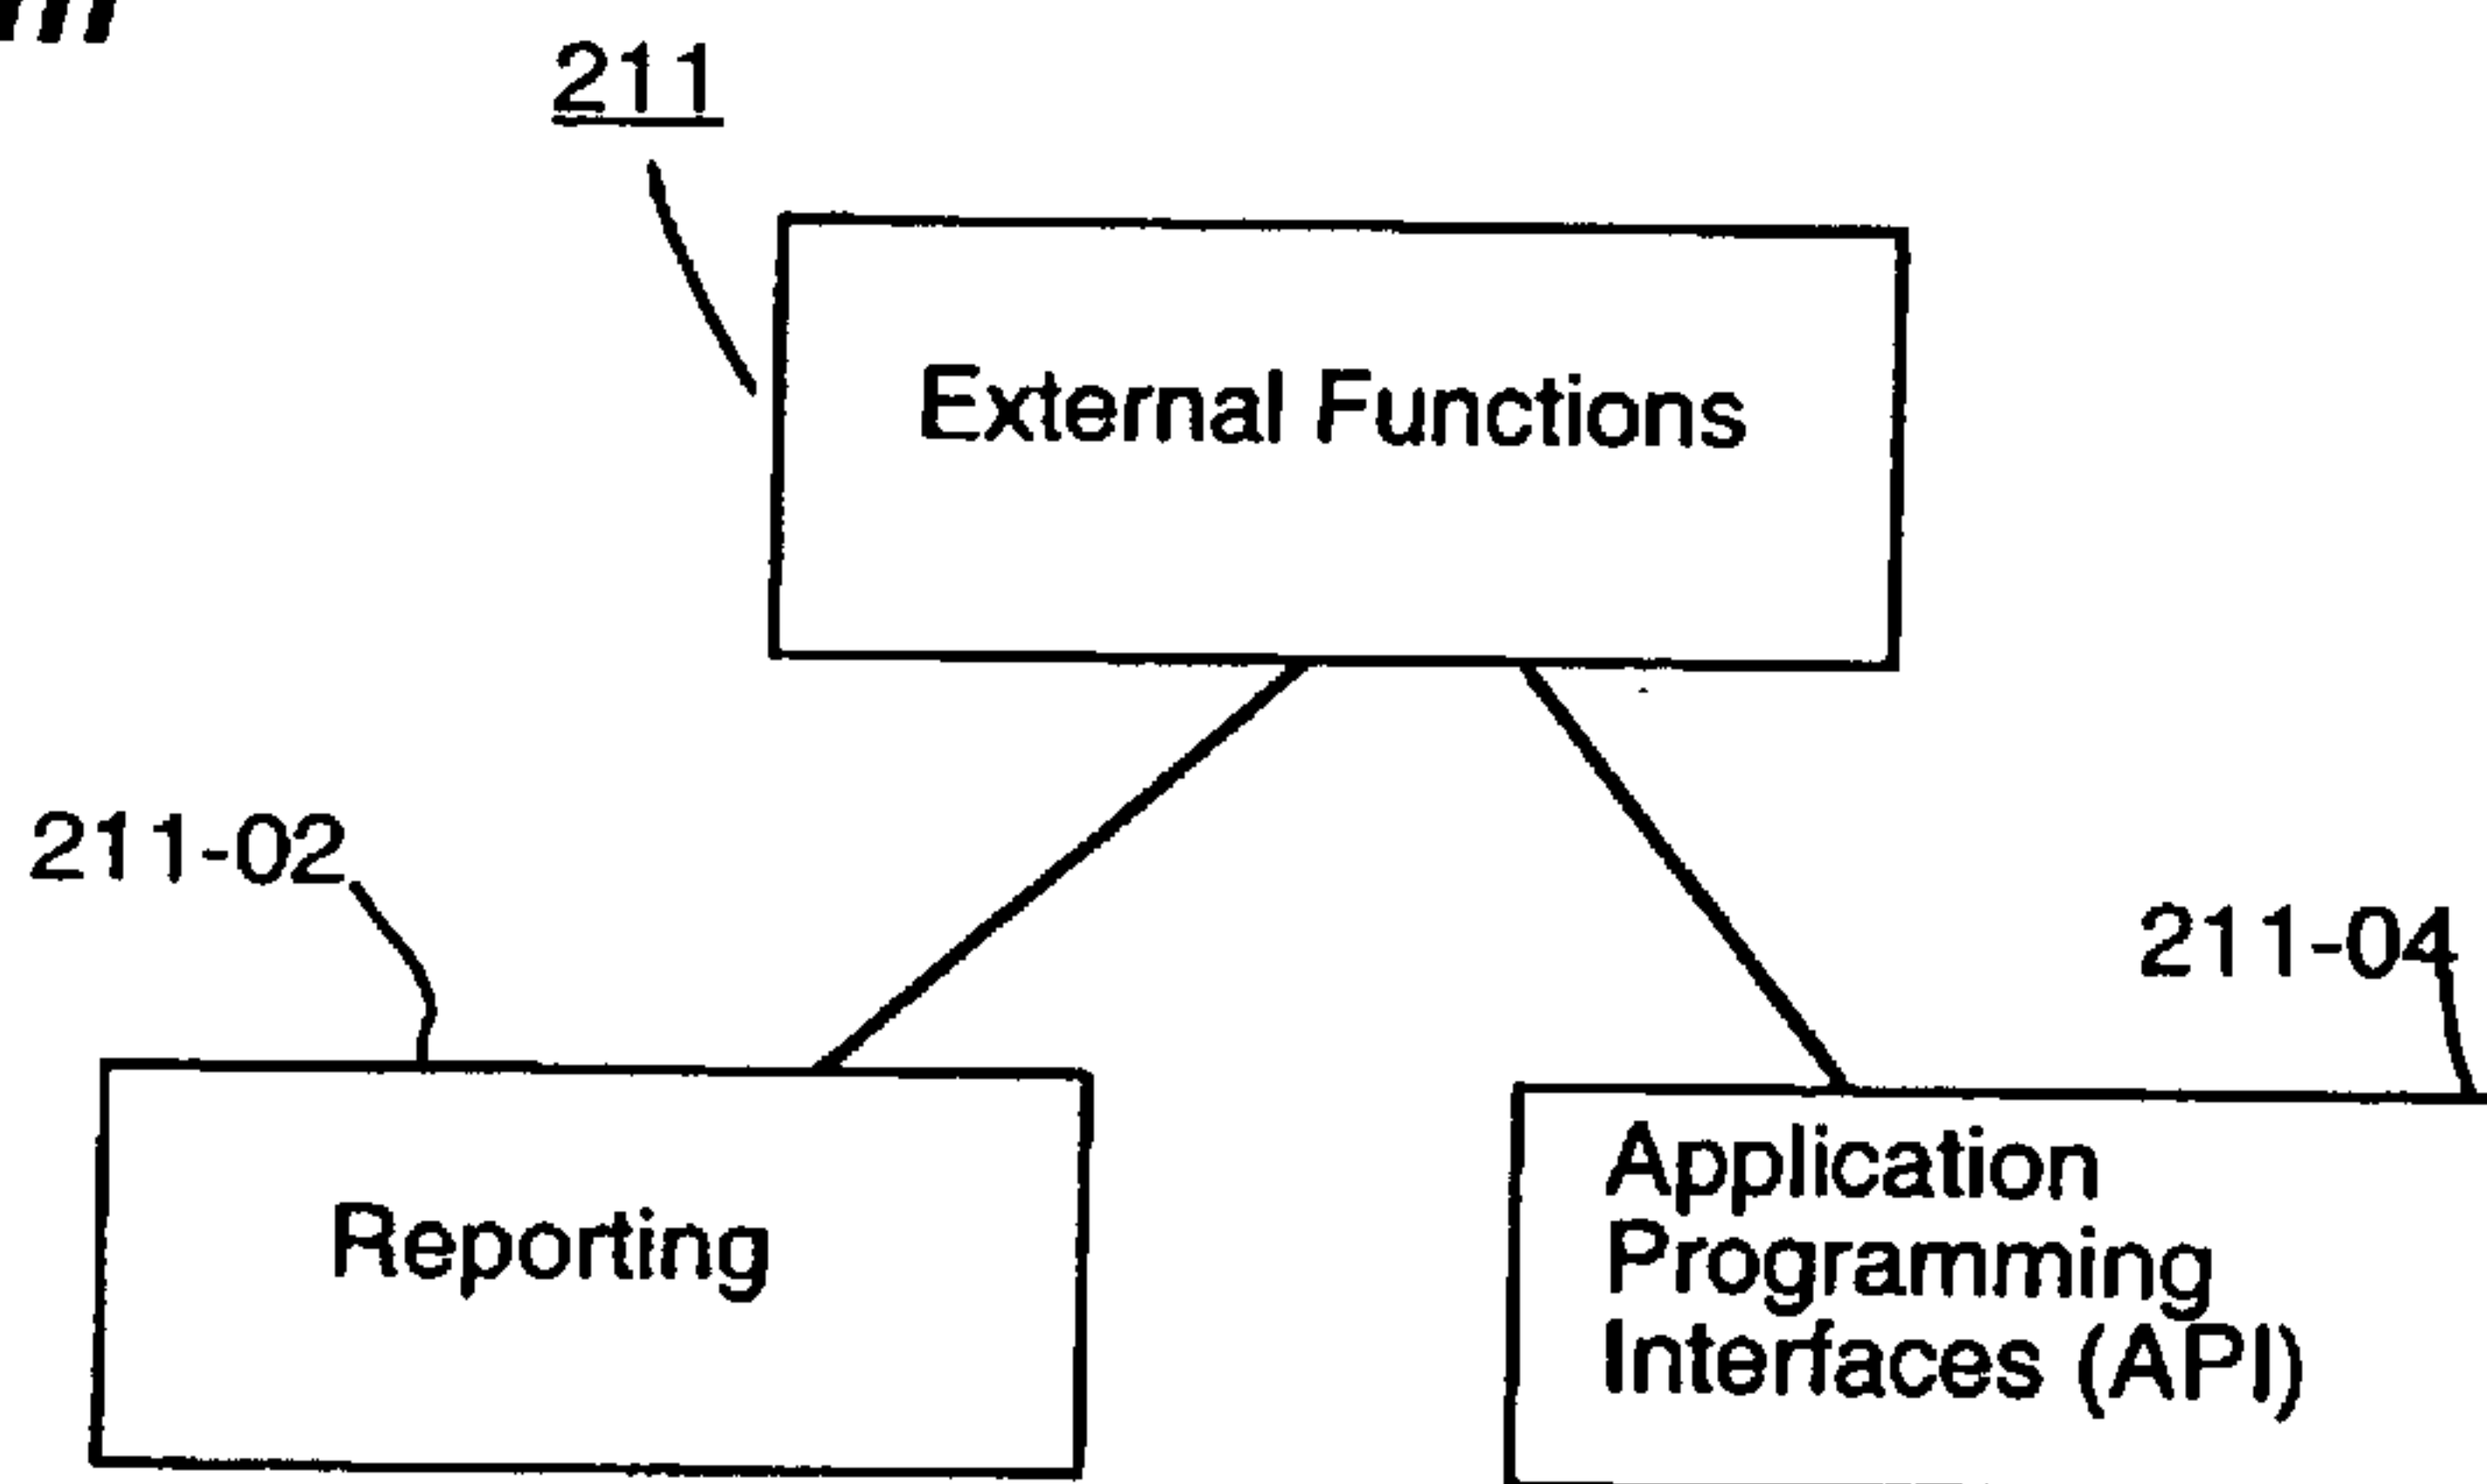 211
External Functions
211-02
211-04
Reporting
Application
Programming
Interfaces (API)